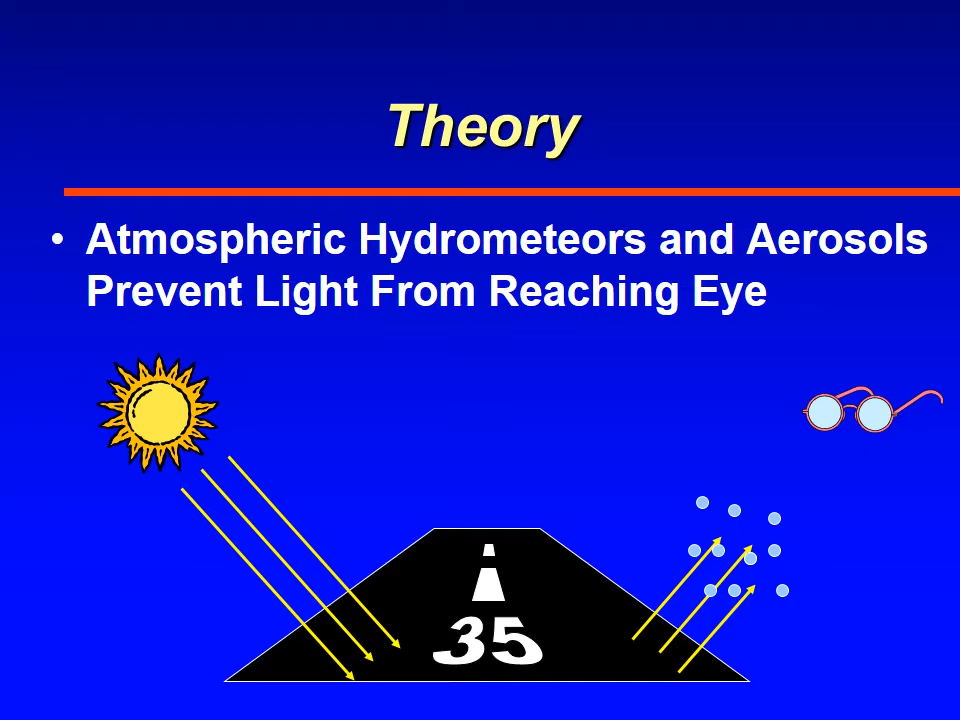 Theory
• Atmospheric Hydrometeors and Aerosols
Prevent Light From Reaching Eye
35